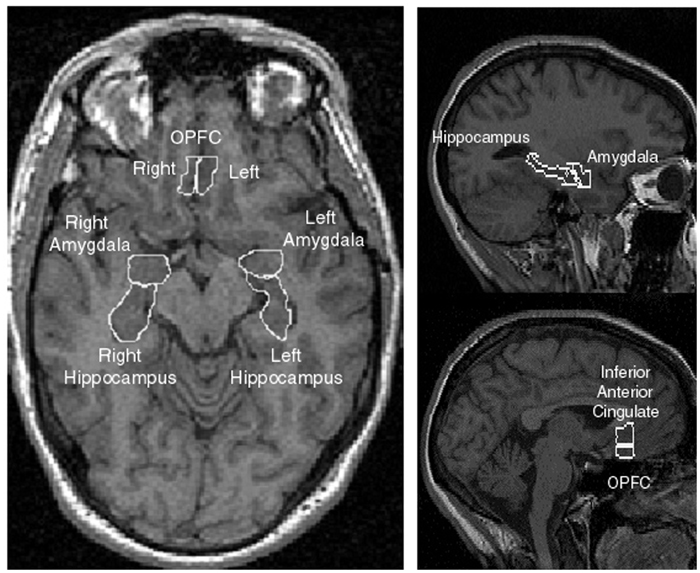 OPFC
Right
Left
Right
Amygdala
Left
Amygdala
Right
Hippocampus
Left
Hippocampus
Hippocampus
Amygdala
Inferior
Anterior
Cingulate
OPFC